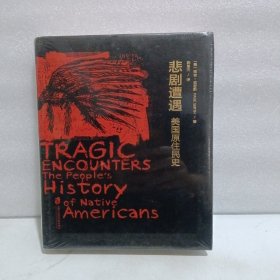 悲剧遭遇
美国原住民史
TRAGIC
ENCOUNTERS
The People's
History
of Native
Americans